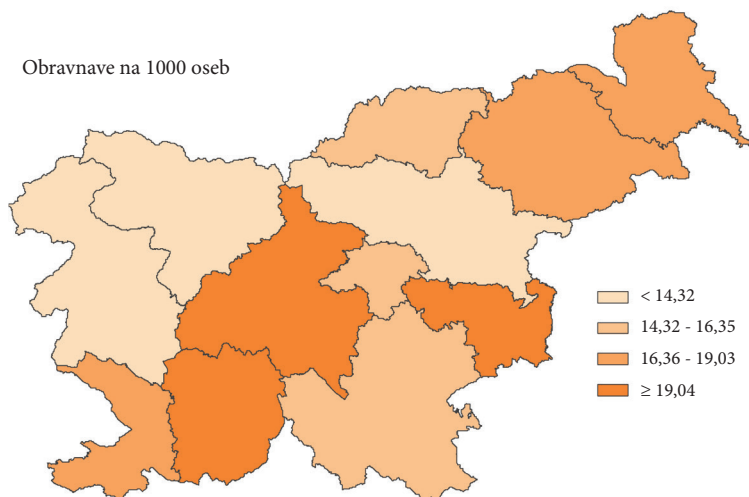 Obravnave na 1000 oseb
< 14,32
14,32 - 16,35
16,36 - 19,03
≥ 19,04